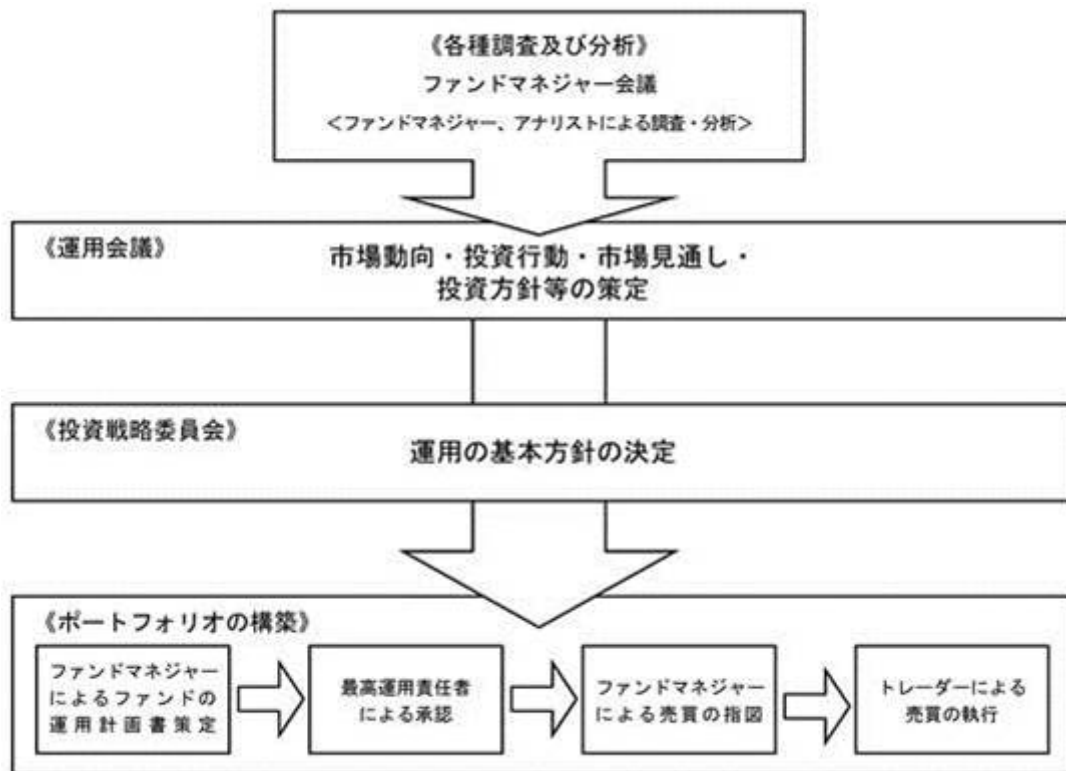 《各種調査及び分析》
ファンドマネジャー会議
<ファンドマネジャー、アナリストによる調査・分析>
《運用会議》
市場動向・投資行動・市場見通し・
投資方針等の策定
《投資戦略委員会》
運用の基本方針の決定
《ポートフォリオの構築》
ファンドマネジャー
によるファンドの
運用計画書策定
最高運用責任者
による承認
ファンドマネジャー
による売買の指図
トレーダーによる
売買の執行